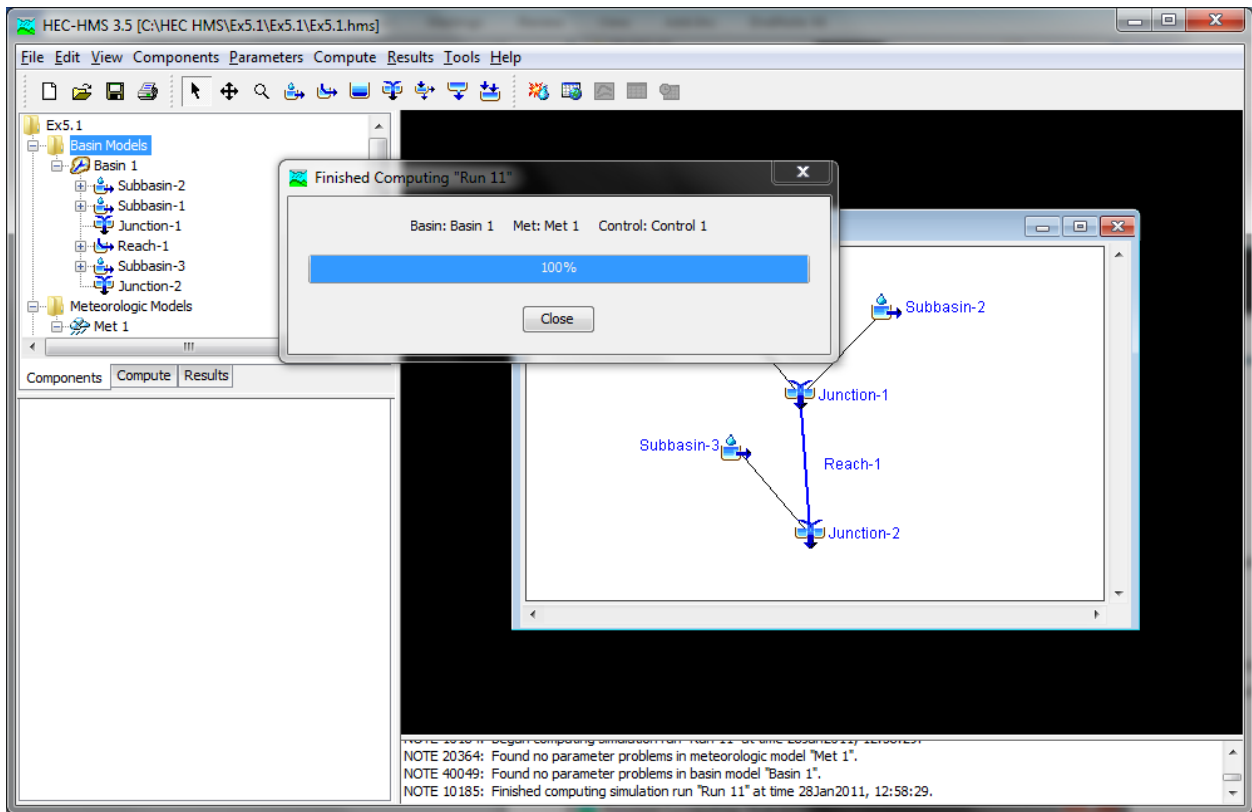 HEC-HMS 3.5 [C:\HEC HMS\Ex5.1\Ex5.1\Ex5.1.hms]
File Edit View Components Parameters Compute Results Tools Help
Ex5.1
Basin Models
Basin 1
Subbasin-2
Subbasin-1
Junction-1
Reach-1
Subbasin-3
Junction-2
Meteorologic Models
Met 1
Components Compute Results
Finished Computing "Run 11"
Basin: Basin 1 Met: Met 1 Control: Control 1
100%
Close
Subbasin-2
Junction-1
Subbasin-3
Reach-1
Junction-2
NOTE 20364: Found no parameter problems in meteorologic model "Met 1".
NOTE 40049: Found no parameter problems in basin model "Basin 1".
NOTE 10185: Finished computing simulation run "Run 11" at time 28Jan2011, 12:58:29.